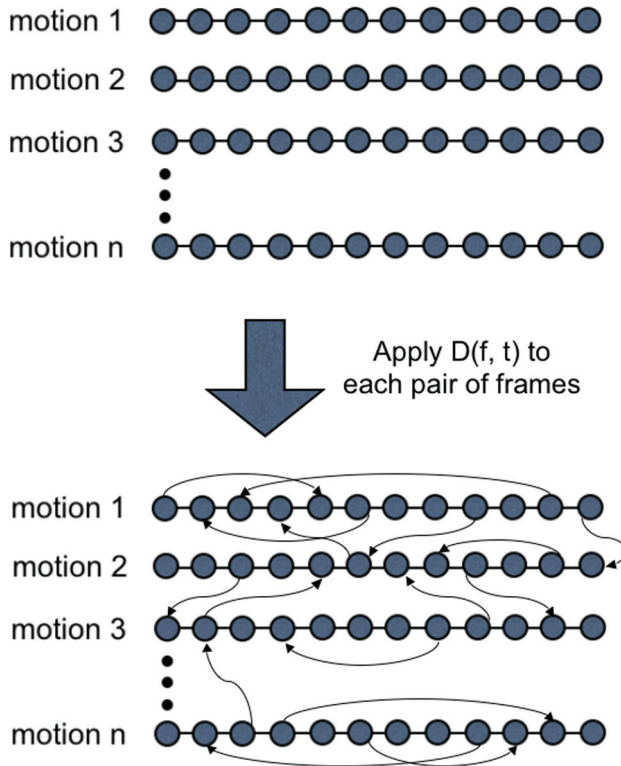 motion 1
motion 2
motion 3
motion n
Apply D(f, t) to
each pair of frames
motion 1
motion 2
motion 3
motion n